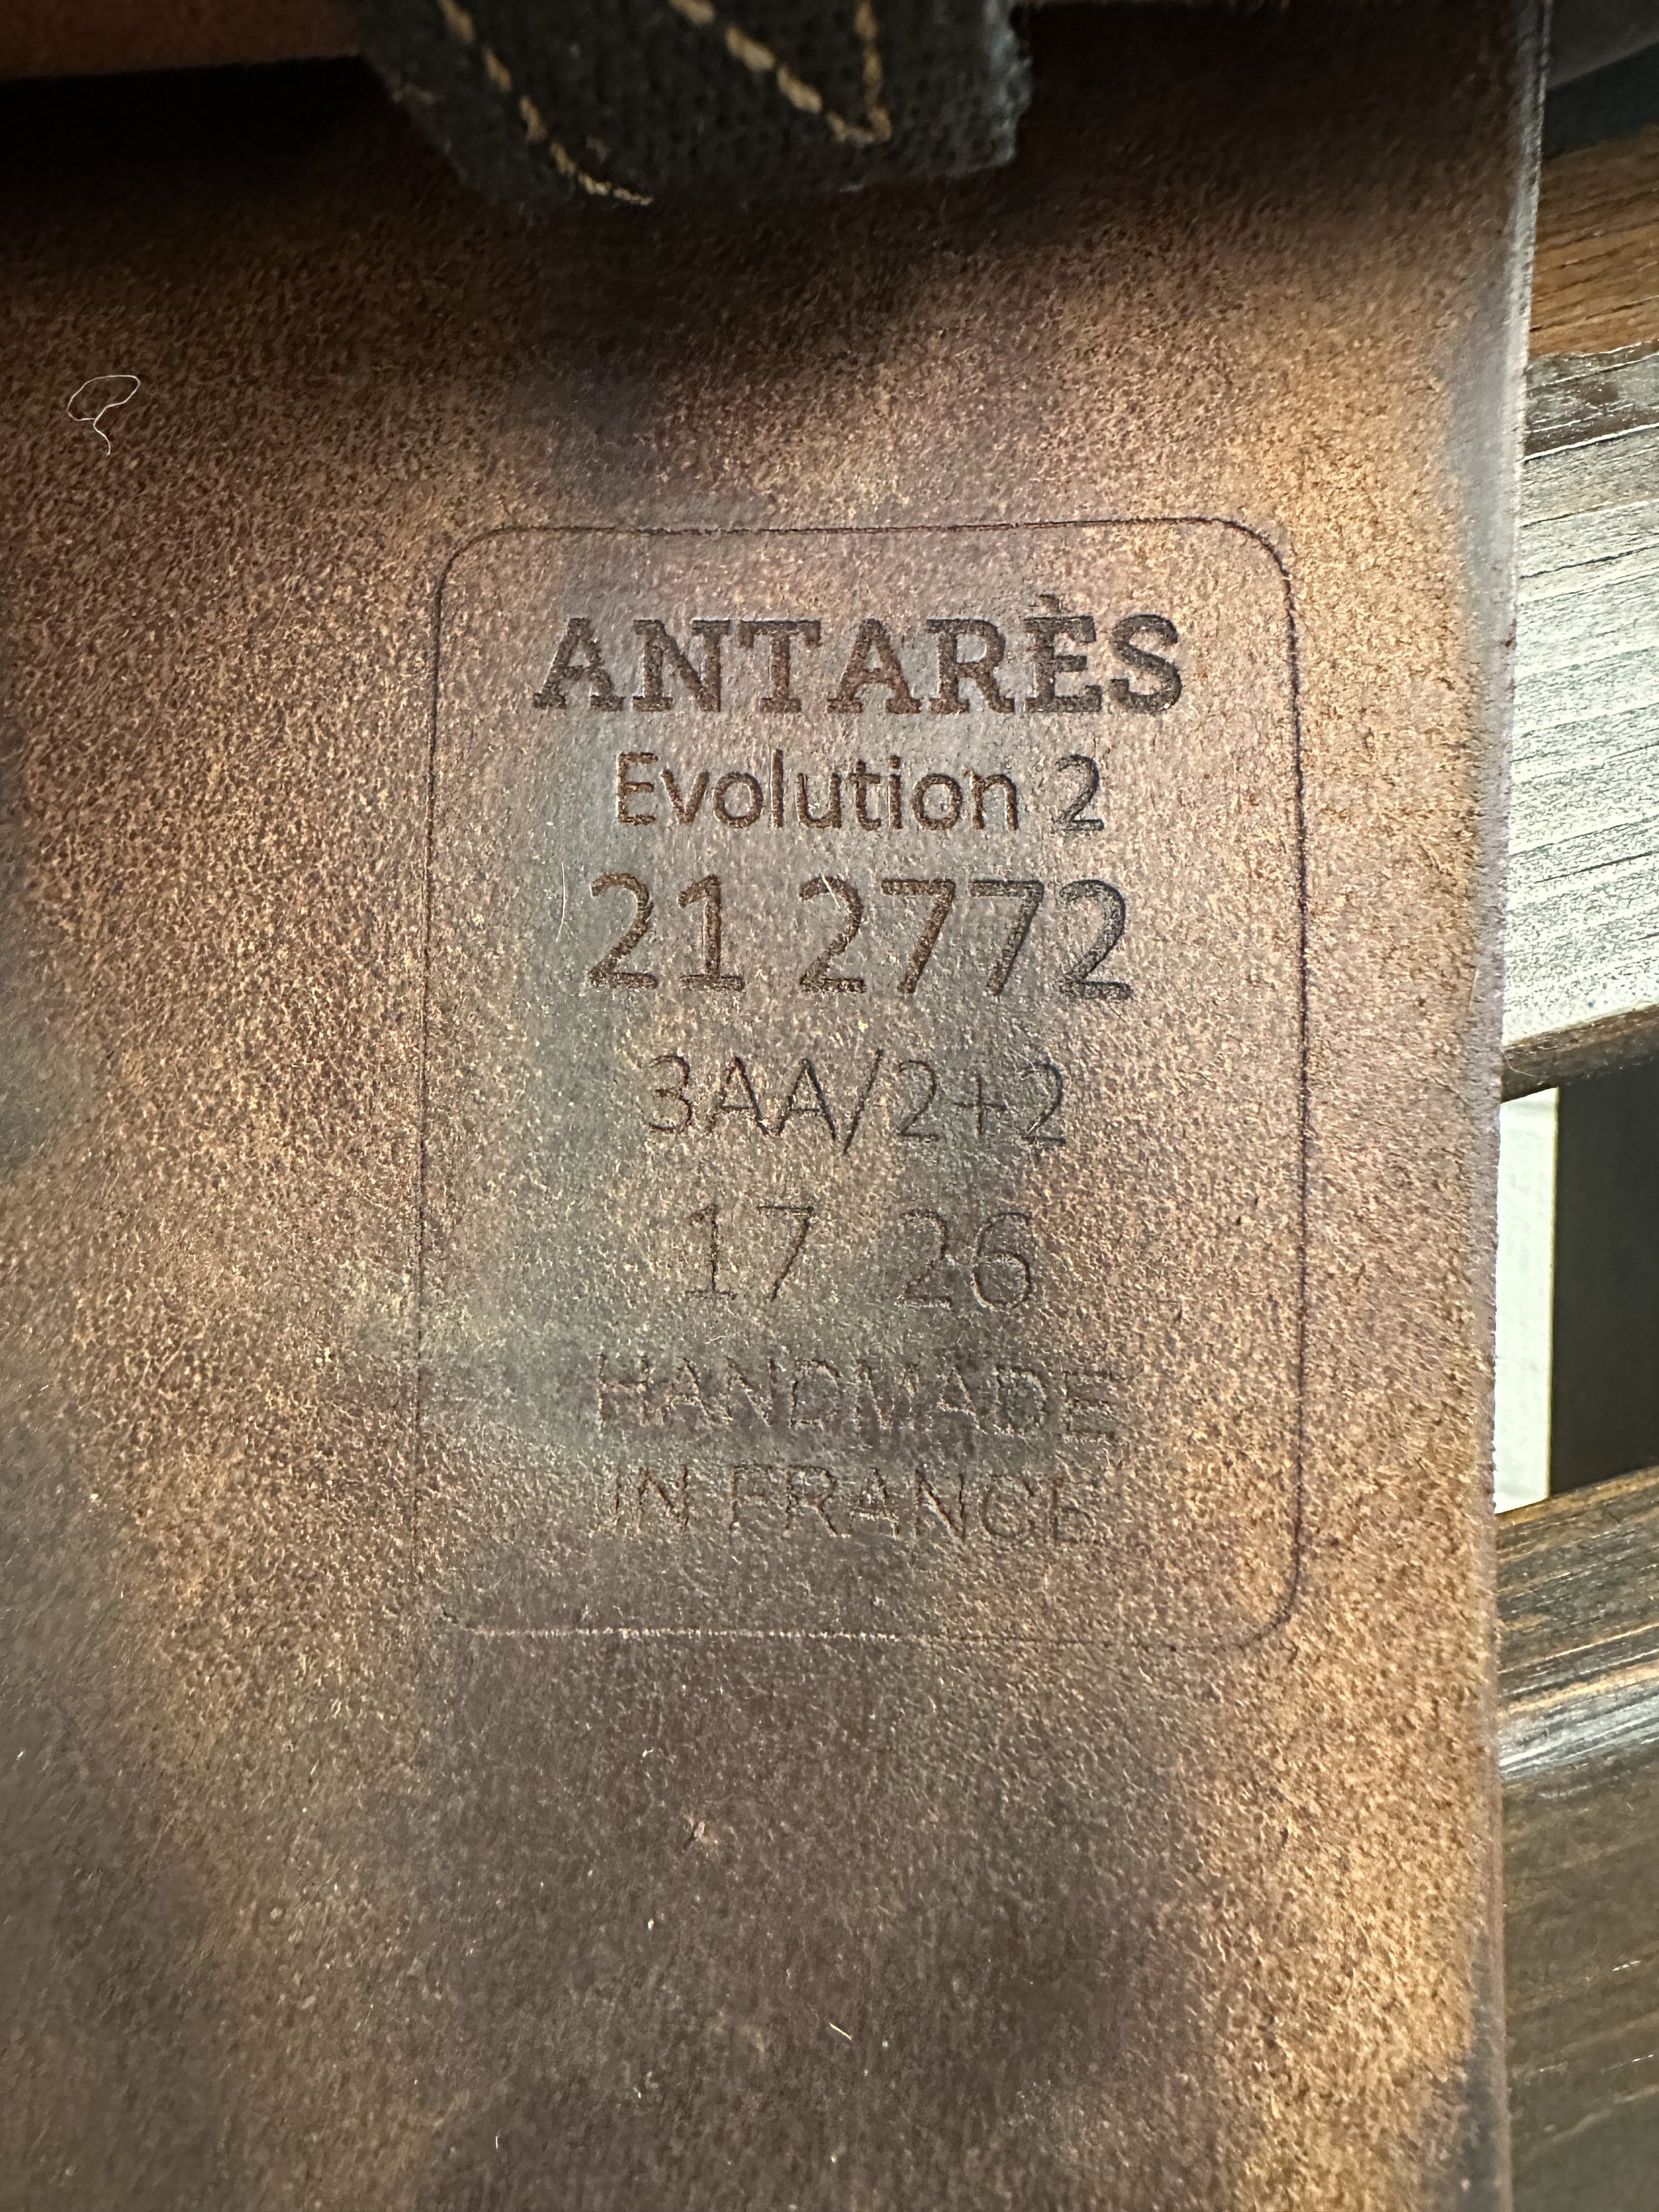 ANTARÈS
Evolution 2
21 2772
3AA/2+2
17 26
HANDMADE
IN FRANCE